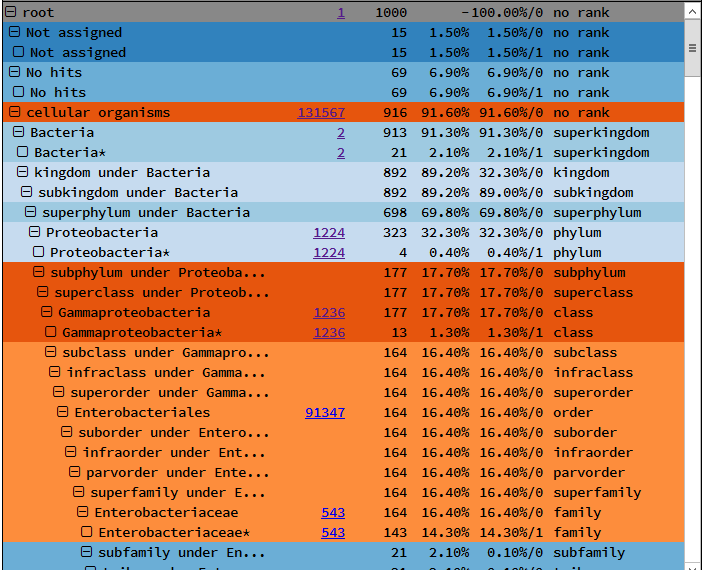 root 1 1000 -100.00%/0 no rank
Not assigned 15 1.50% 1.50%/0 no rank
Not assigned 15 1.50% 1.50%/1 no rank
No hits 69 6.90% 6.90%/0 no rank
No hits 69 6.90% 6.90%/1 no rank
cellular organisms 131567 916 91.60% 91.60%/0 no rank
Bacteria 2 913 91.30% 91.30%/0 superkingdom
Bacteria* 2 21 2.10% 2.10%/1 superkingdom
kingdom under Bacteria 892 89.20% 32.30%/0 kingdom
subkingdom under Bacteria 892 89.20% 89.00%/0 subkingdom
superphylum under Bacteria 698 69.80% 69.80%/0 superphylum
Proteobacteria 1224 323 32.30% 32.30%/0 phylum
Proteobacteria* 1224 4 0.40% 0.40%/1 phylum
subphylum under Proteoba... 177 17.70% 17.70%/0 subphylum
superclass under Proteob... 177 17.70% 17.70%/0 superclass
Gammaproteobacteria 1236 177 17.70% 17.70%/0 class
Gammaproteobacteria* 1236 13 1.30% 1.30%/1 class
subclass under Gammapro... 164 16.40% 16.40%/0 subclass
infraclass under Gamma... 164 16.40% 16.40%/0 infraclass
superorder under Gamma... 164 16.40% 16.40%/0 superorder
Enterobacteriales 91347 164 16.40% 16.40%/0 order
suborder under Entero... 164 16.40% 16.40%/0 suborder
infraorder under Ent... 164 16.40% 16.40%/0 infraorder
parvorder under Ente... 164 16.40% 16.40%/0 parvorder
superfamily under E... 164 16.40% 16.40%/0 superfamily
Enterobacteriaceae 543 164 16.40% 16.40%/0 family
Enterobacteriaceae* 543 143 14.30% 14.30%/1 family
subfamily under En... 21 2.10% 0.10%/0 subfamily